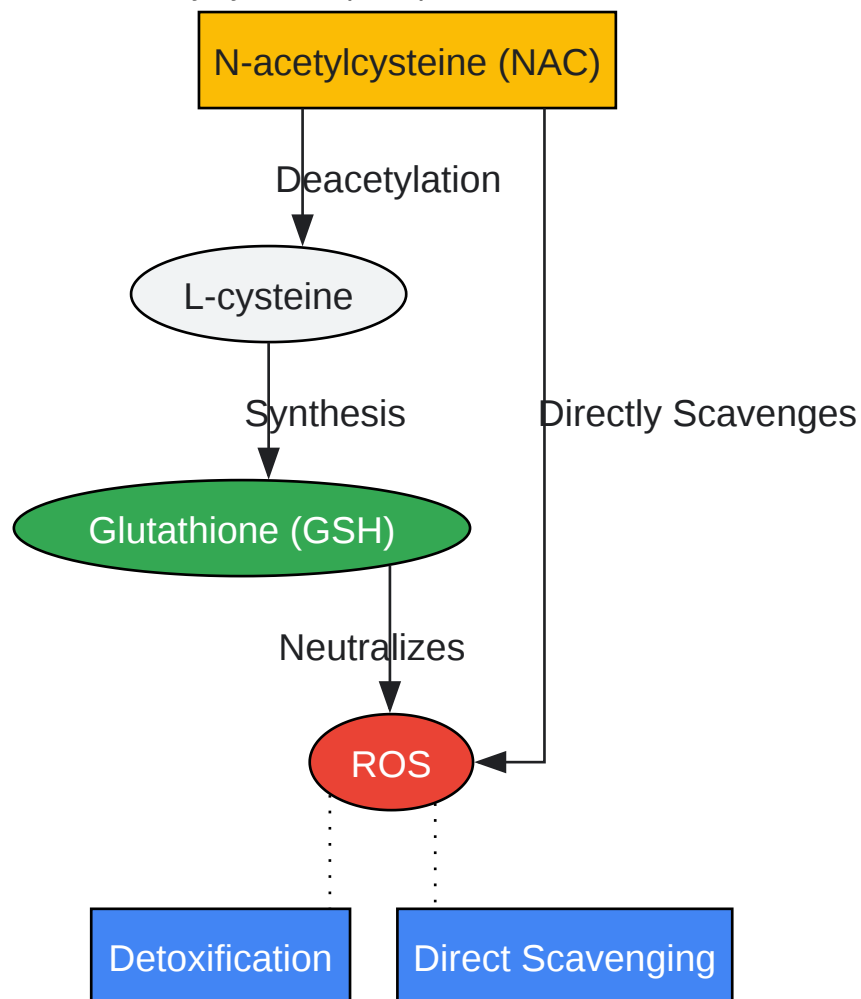 N-acetylcysteine (NAC)
Deacetylation
L-cysteine
Synthesis
Directly Scavenges
Glutathione (GSH)
Neutralizes
ROS
Detoxification
Direct Scavenging